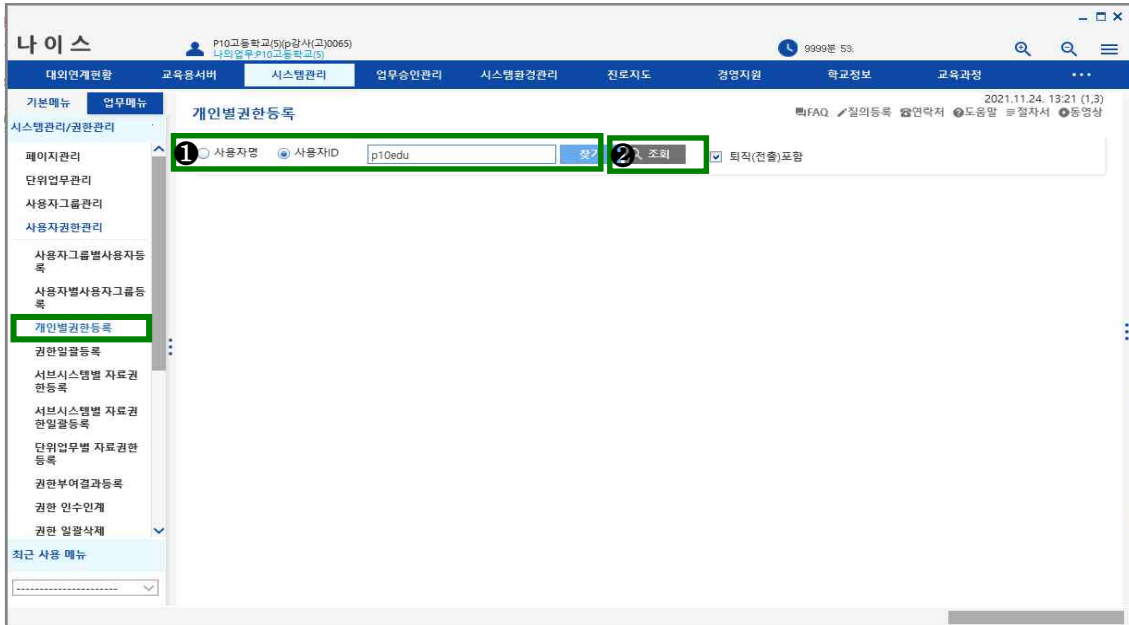 나이스
P10고등학교(5)(p강사(고)0065)
나의업무:P10고등학교(5)
9999분 53
대외연계현황 교육용서버 시스템관리 업무승인관리 시스템환경관리 진로지도 경영지원 학교정보 교육과정 ...
기본메뉴 업무메뉴
2021.11.24. 13:21 (1,3)
개인별권한등록
FAQ 질의등록 연락처 도움말 절차서 동영상
시스템관리/권한관리
❶ 사용자명 사용자ID p10edu ❷ 조회 퇴직(전출)포함
페이지관리
단위업무관리
사용자그룹관리
사용자권한관리
사용자그룹별사용자등
록
사용자별사용자그룹등
록
개인별권한등록
권한일괄등록
서브시스템별 자료권
한등록
서브시스템별 자료권
한일괄등록
단위업무별 자료권한
등록
권한부여결과등록
권한 인수인계
권한 일괄삭제
최근 사용 메뉴
----------------------